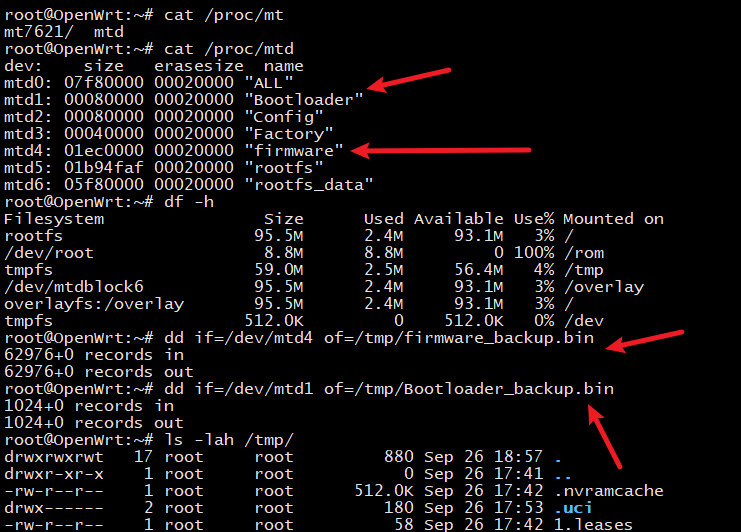 root@OpenWrt:~# cat /proc/mt
mt7621/  mtd
root@OpenWrt:~# cat /proc/mtd
dev:    size   erasesize  name
mtd0: 07f80000 00020000 "ALL"
mtd1: 00080000 00020000 "Bootloader"
mtd2: 00080000 00020000 "Config"
mtd3: 00040000 00020000 "Factory"
mtd4: 01ec0000 00020000 "firmware"
mtd5: 01b94faf 00020000 "rootfs"
mtd6: 05f80000 00020000 "rootfs_data"
root@OpenWrt:~# df -h
Filesystem                Size      Used Available Use% Mounted on
rootfs                   95.5M      2.4M     93.1M   3% /
/dev/root                 8.8M      8.8M         0 100% /rom
tmpfs                    59.0M      2.5M     56.4M   4% /tmp
/dev/mtdblock6           95.5M      2.4M     93.1M   3% /overlay
overlayfs:/overlay       95.5M      2.4M     93.1M   3% /
tmpfs                   512.0K         0    512.0K   0% /dev
root@OpenWrt:~# dd if=/dev/mtd4 of=/tmp/firmware_backup.bin
62976+0 records in
62976+0 records out
root@OpenWrt:~# dd if=/dev/mtd1 of=/tmp/Bootloader_backup.bin
1024+0 records in
1024+0 records out
root@OpenWrt:~# ls -lah /tmp/
drwxrwxrwt   17 root     root         880 Sep 26 18:57 .
drwxr-xr-x    1 root     root           0 Sep 26 17:41 ..
-rw-r--r--    1 root     root      512.0K Sep 26 17:42 .nvramcache
drwx------    2 root     root         180 Sep 26 17:53 .uci
-rw-r--r--    1 root     root          58 Sep 26 17:42 1.leases